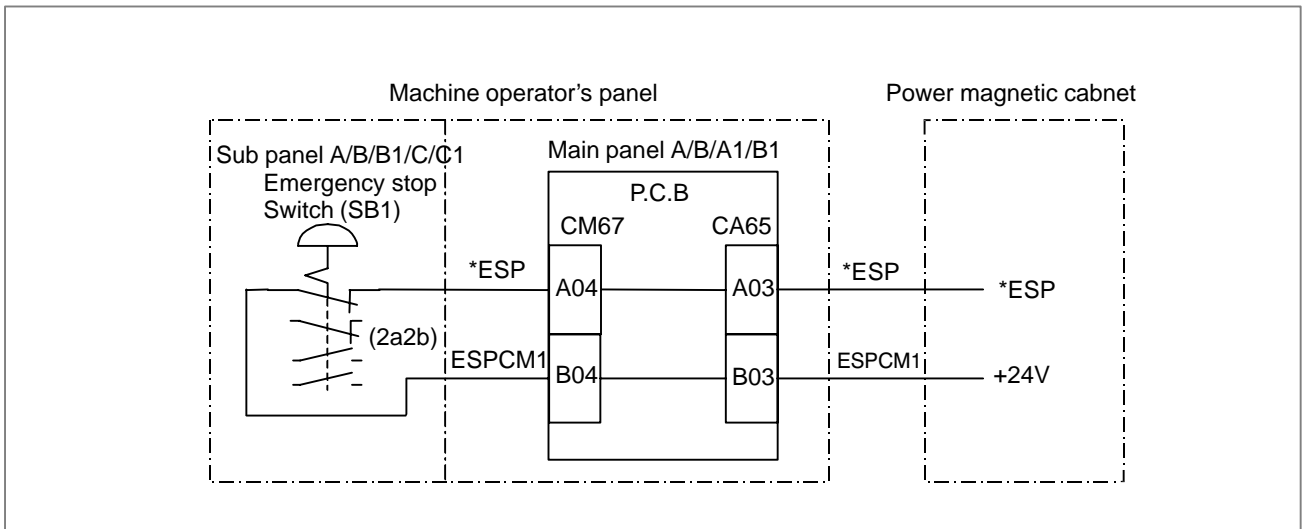 Machine operator’s panel
Power magnetic cabnet
Sub panel A/B/B1/C/C1
Emergency stop
Switch (SB1)
Main panel A/B/A1/B1
P.C.B
CM67
CA65
*ESP
A04
A03
*ESP
*ESP
(2a2b)
ESPCM1
B04
B03
ESPCM1
+24V